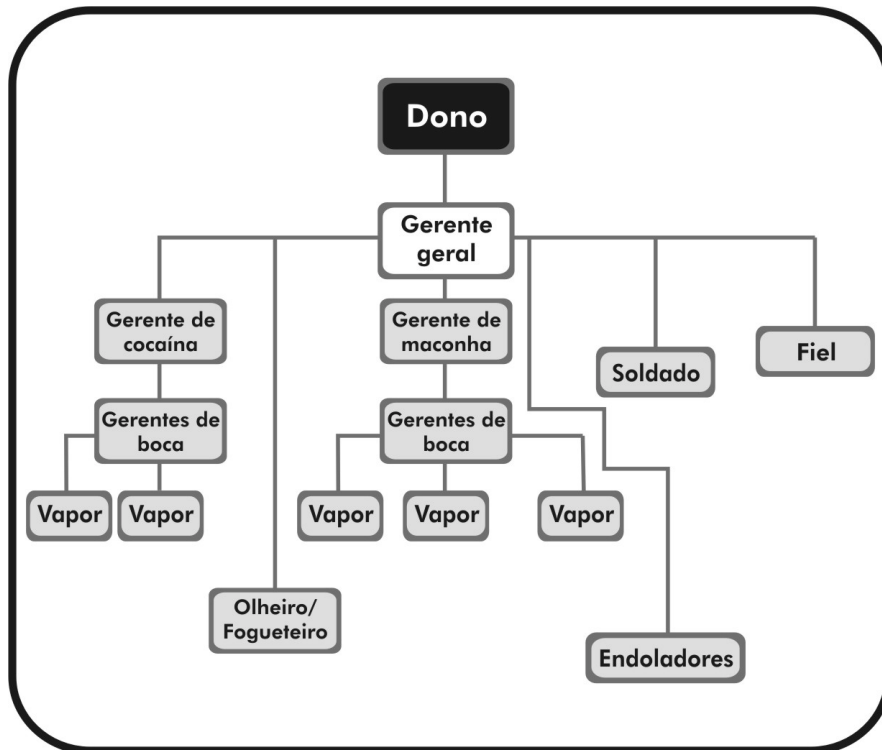 Dono
Gerente
geral
Gerente de
cocaína
Gerente de
maconha
Soldado
Fiel
Gerentes de
boca
Gerentes de
boca
Vapor
Vapor
Vapor
Vapor
Vapor
Olheiro/
Fogueteiro
Endoladores